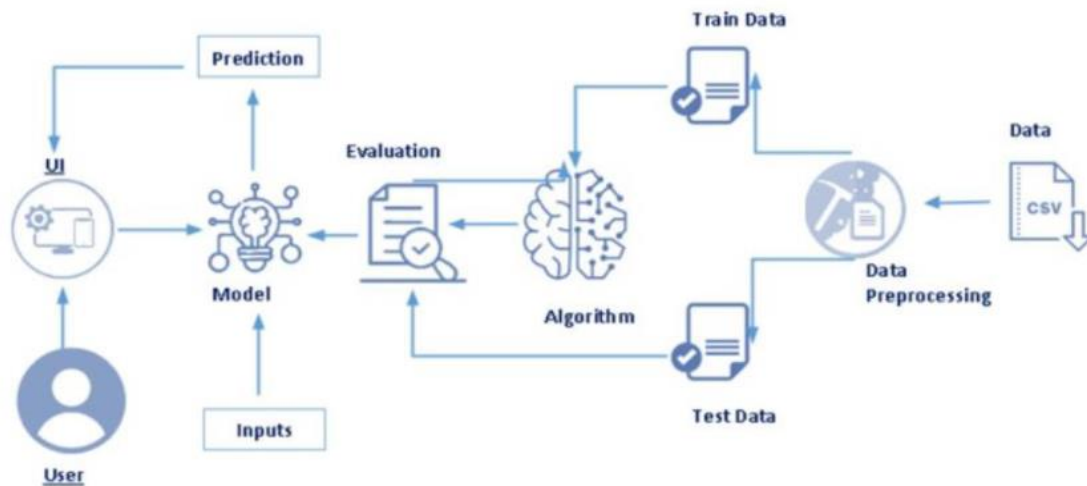 Train Data
Prediction
Data
Evaluation
UI
CSV
Model
Data
Preprocessing
Algorithm
Test Data
Inputs
User